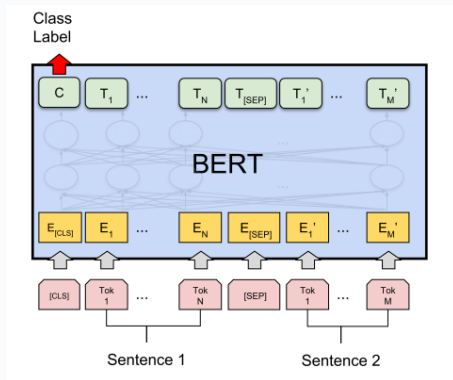 Class
Label
C T1 ... TN T[SEP] T1' ... TM'
...
BERT
E[CLS] E1 ... EN E[SEP] E1' ... EM'
[CLS] Tok 1 ... Tok N [SEP] Tok 1 ... Tok M
Sentence 1 Sentence 2